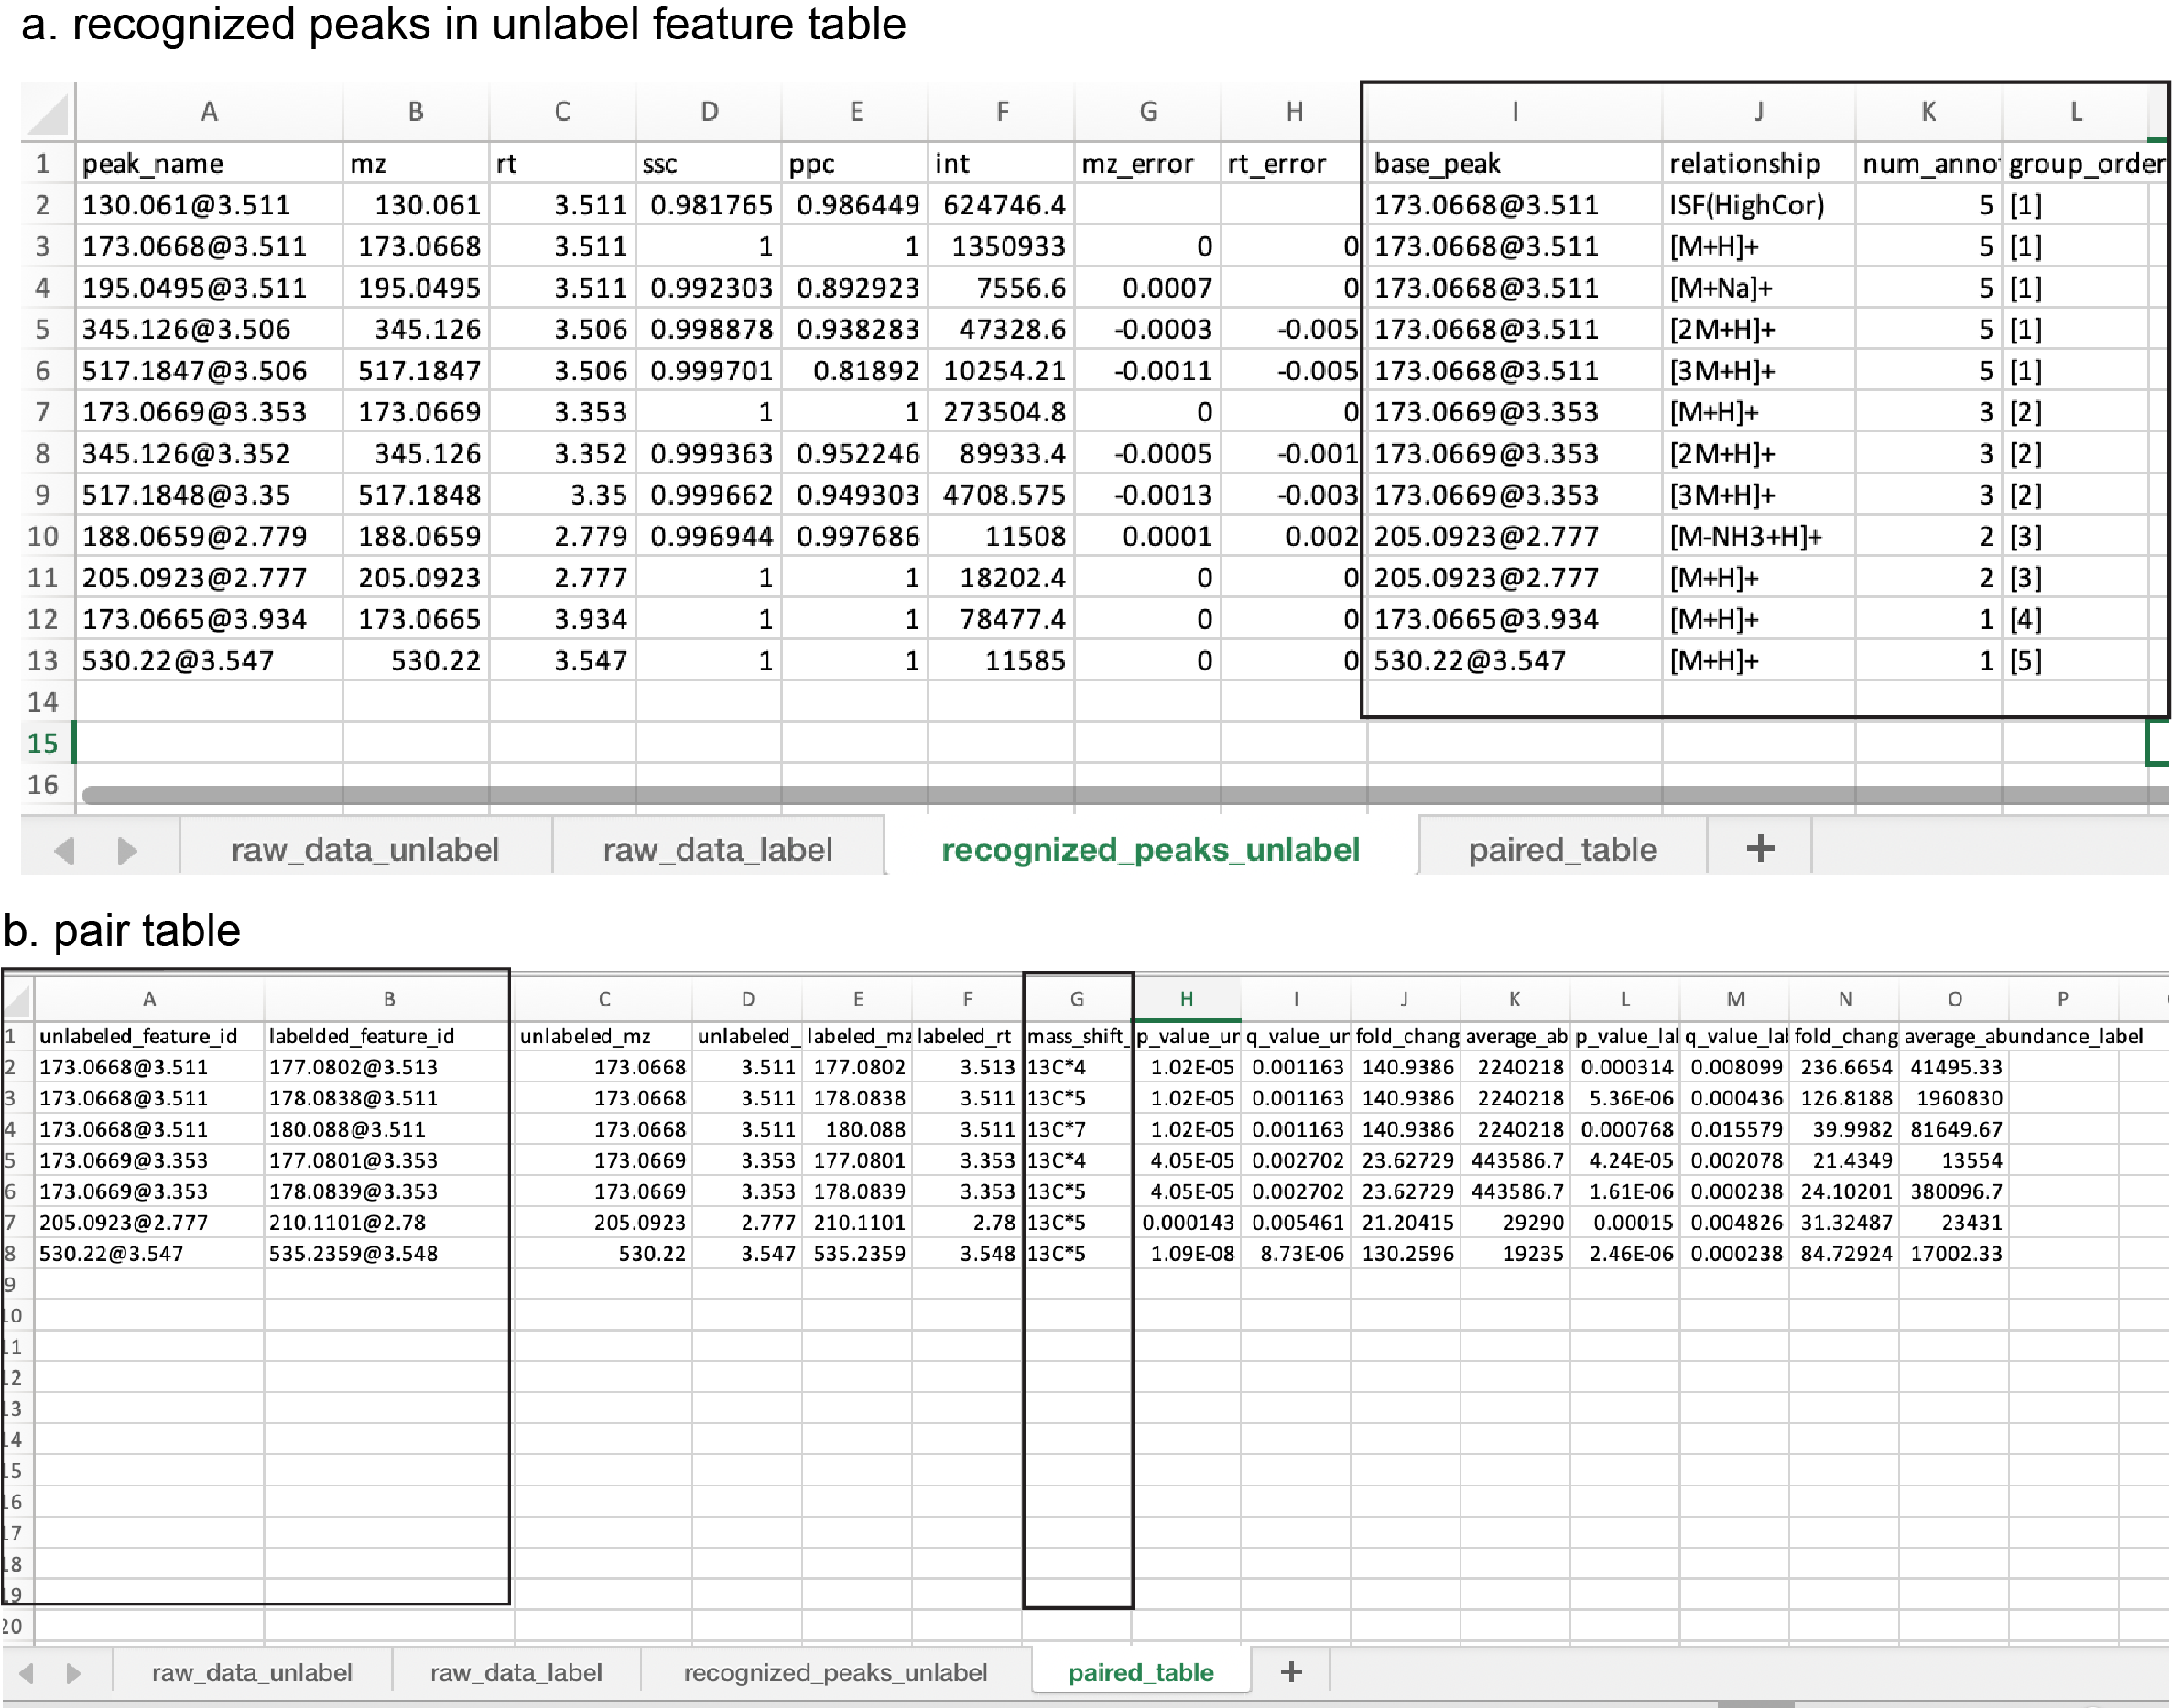 a. recognized peaks in unlabel feature table
A B C D E F G H I J K L
1 peak_name mz rt ssc ppc int mz_error rt_error base_peak relationship num_anno group_order
2 130.061@3.511 130.061 3.511 0.981765 0.986449 624746.4 173.0668@3.511 ISF(HighCor) 5 [1]
3 173.0668@3.511 173.0668 3.511 1 1 1350933 0 0 173.0668@3.511 [M+H]+ 5 [1]
4 195.0495@3.511 195.0495 3.511 0.992303 0.892923 7556.6 0.0007 0 173.0668@3.511 [M+Na]+ 5 [1]
5 345.126@3.506 345.126 3.506 0.998878 0.938283 47328.6 -0.0003 -0.005 173.0668@3.511 [2M+H]+ 5 [1]
6 517.1847@3.506 517.1847 3.506 0.999701 0.81892 10254.21 -0.0011 -0.005 173.0668@3.511 [3M+H]+ 5 [1]
7 173.0669@3.353 173.0669 3.353 1 1 273504.8 0 0 173.0669@3.353 [M+H]+ 3 [2]
8 345.126@3.352 345.126 3.352 0.999363 0.952246 89933.4 -0.0005 -0.001 173.0669@3.353 [2M+H]+ 3 [2]
9 517.1848@3.35 517.1848 3.35 0.999662 0.949303 4708.575 -0.0013 -0.003 173.0669@3.353 [3M+H]+ 3 [2]
10 188.0659@2.779 188.0659 2.779 0.996944 0.997686 11508 0.0001 0.002 205.0923@2.777 [M-NH3+H]+ 2 [3]
11 205.0923@2.777 205.0923 2.777 1 1 18202.4 0 0 205.0923@2.777 [M+H]+ 2 [3]
12 173.0665@3.934 173.0665 3.934 1 1 78477.4 0 0 173.0665@3.934 [M+H]+ 1 [4]
13 530.22@3.547 530.22 3.547 1 1 11585 0 0 530.22@3.547 [M+H]+ 1 [5]
14
15
16
raw_data_unlabel raw_data_label recognized_peaks_unlabel paired_table +
b. pair table
A B C D E F G H I J K L M N O P
1 unlabeled_feature_id labelded_feature_id unlabeled_mz unlabeled_ labeled_mz labeled_rt mass_shift_ p_value_ur q_value_ur fold_chang average_ab p_value_lal q_value_lal fold_chang average_abundance_label
2 173.0668@3.511 177.0802@3.513 173.0668 3.511 177.0802 3.513 13C*4 1.02E-05 0.001163 140.9386 2240218 0.000314 0.008099 236.6654 41495.33
3 173.0668@3.511 178.0838@3.511 173.0668 3.511 178.0838 3.511 13C*5 1.02E-05 0.001163 140.9386 2240218 5.36E-06 0.000436 126.8188 1960830
4 173.0668@3.511 180.088@3.511 173.0668 3.511 180.088 3.511 13C*7 1.02E-05 0.001163 140.9386 2240218 0.000768 0.015579 39.9982 81649.67
5 173.0669@3.353 177.0801@3.353 173.0669 3.353 177.0801 3.353 13C*4 4.05E-05 0.002702 23.62729 443586.7 4.24E-05 0.002078 21.4349 13554
6 173.0669@3.353 178.0839@3.353 173.0669 3.353 178.0839 3.353 13C*5 4.05E-05 0.002702 23.62729 443586.7 1.61E-06 0.000238 24.10201 380096.7
7 205.0923@2.777 210.1101@2.78 205.0923 2.777 210.1101 2.78 13C*5 0.000143 0.005461 21.20415 29290 0.00015 0.004826 31.32487 23431
8 530.22@3.547 535.2359@3.548 530.22 3.547 535.2359 3.548 13C*5 1.09E-08 8.73E-06 130.2596 19235 2.46E-06 0.000238 84.72924 17002.33
9
10
11
12
13
14
15
16
17
18
19
20
raw_data_unlabel raw_data_label recognized_peaks_unlabel paired_table +